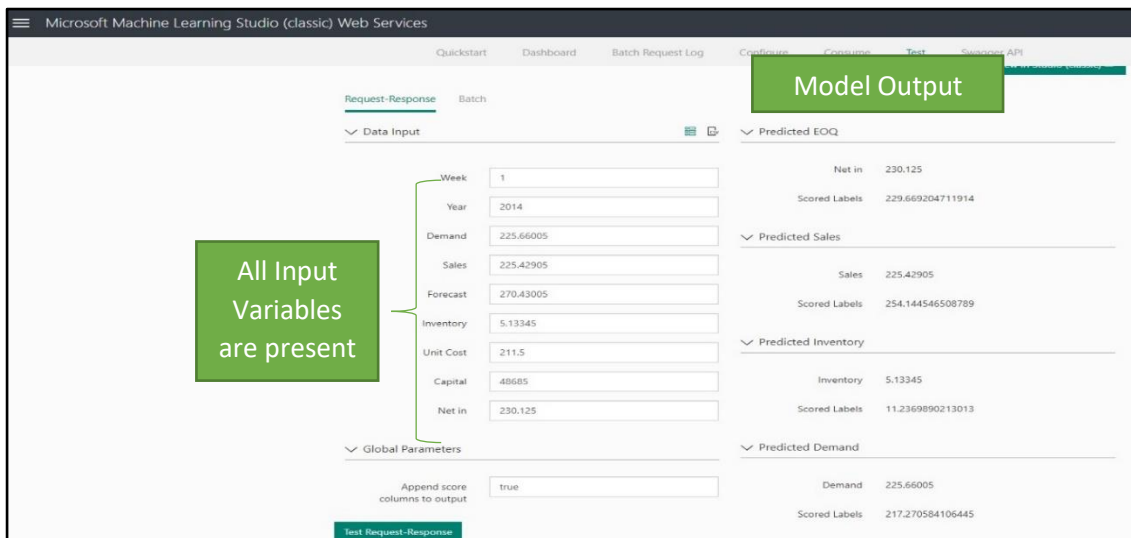 Microsoft Machine Learning Studio (classic) Web Services
Quickstart Dashboard Batch Request Log Configure Consume Test Swagger API
Model Output
Request-Response Batch
Data Input
Week 1
Year 2014
Demand 225.66005
Sales 225.42905
Forecast 270.43005
Inventory 5.13345
Unit Cost 211.5
Capital 48685
Net in 230.125
All Input
Variables
are present
Global Parameters
Append score
columns to output
true
Test Request-Response
Predicted EOQ
Net in 230.125
Scored Labels 229.669204711914
Predicted Sales
Sales 225.42905
Scored Labels 254.144546508789
Predicted Inventory
Inventory 5.13345
Scored Labels 11.2369890213013
Predicted Demand
Demand 225.66005
Scored Labels 217.270584106445